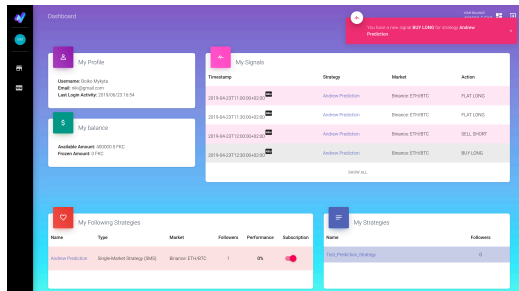 Dashboard
You have a new signal BUY LONG for strategy Andrew
Prediction
×
My Profile
Username: Boiko Mykyta
Email: nik@gmail.com
Last Login Activity: 2019/06/23 16:54
My balance
Available Amount: 400000.0 FKC
Frozen Amount: 0 FKC
My Signals
Timestamp Strategy Market Action
2019-04-23T11:00:00+02:00 Andrew Prediction Binance: ETH/BTC FLAT LONG
2019-04-23T11:30:00+02:00 Andrew Prediction Binance: ETH/BTC FLAT LONG
2019-04-23T12:00:00+02:00 Andrew Prediction Binance: ETH/BTC SELL SHORT
2019-04-23T12:00:00+02:00 Andrew Prediction Binance: ETH/BTC BUY LONG
SHOW ALL
My Following Strategies
Name Type Market Followers Performance Subscription
Andrew Prediction Single-Market Strategy (SMS) Binance: ETH/BTC 1 0%
My Strategies
Name Followers
Test_Prediction_Strategy 0